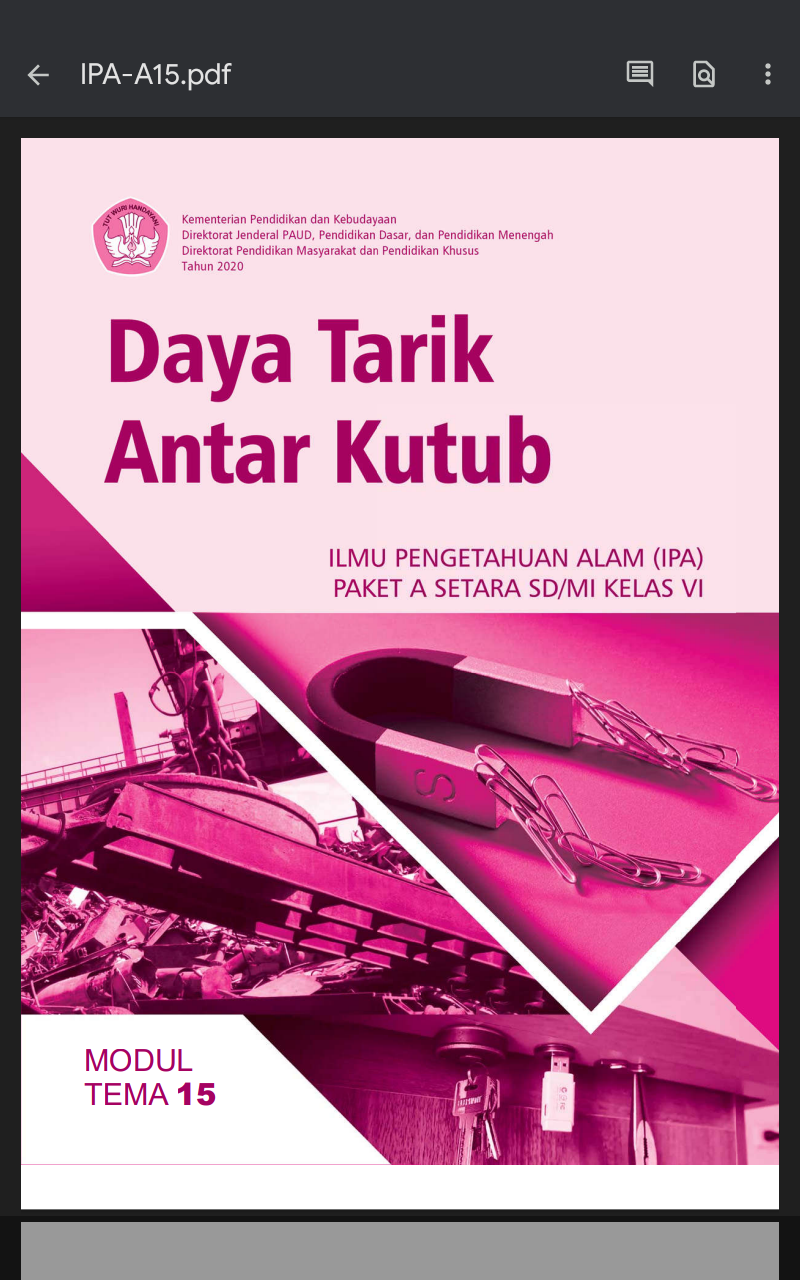 IPA-A15.pdf
TUT WURI HANDAYANI
Kementerian Pendidikan dan Kebudayaan
Direktorat Jenderal PAUD, Pendidikan Dasar, dan Pendidikan Menengah
Direktorat Pendidikan Masyarakat dan Pendidikan Khusus
Tahun 2020
Daya Tarik
Antar Kutub
ILMU PENGETAHUAN ALAM (IPA)
PAKET A SETARA SD/MI KELAS VI
S
MODUL
TEMA 15